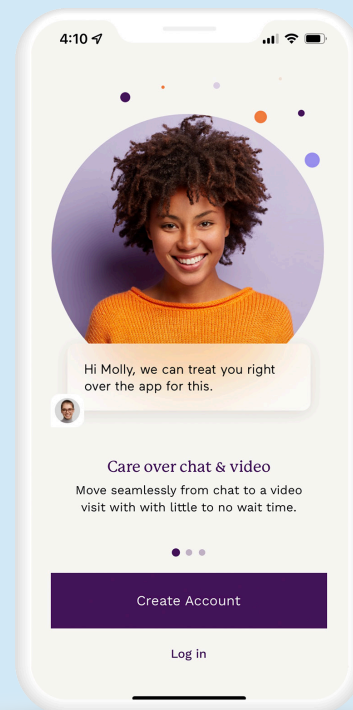 4:10
Hi Molly, we can treat you right
over the app for this.
Care over chat & video
Move seamlessly from chat to a video
visit with with little to no wait time.
Create Account
Log in